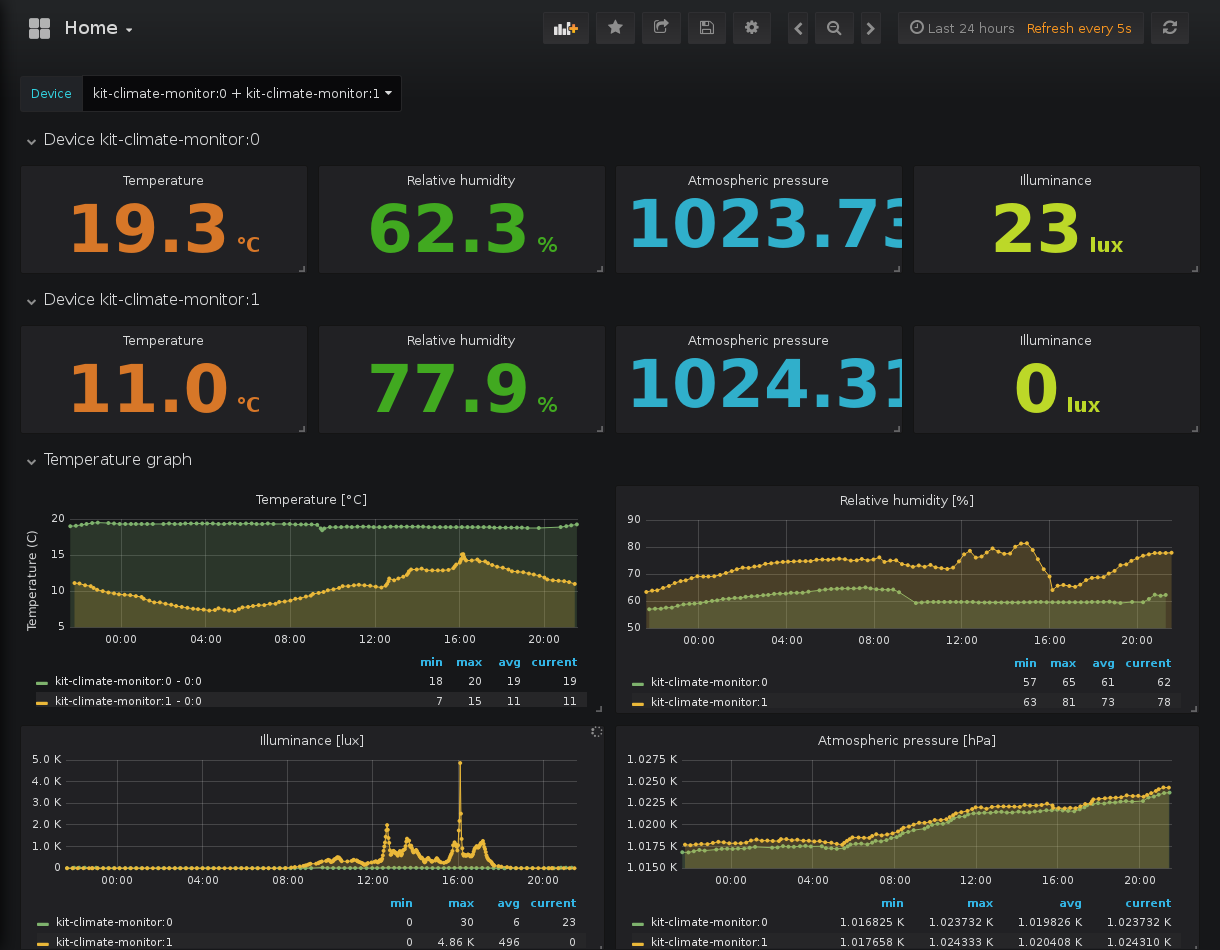 Home
Last 24 hours Refresh every 5s
Device kit-climate-monitor:0 + kit-climate-monitor:1
Device kit-climate-monitor:0
Temperature Relative humidity Atmospheric pressure Illuminance
19.3 °C 62.3 % 1023.73 23 lux
Device kit-climate-monitor:1
Temperature Relative humidity Atmospheric pressure Illuminance
11.0 °C 77.9 % 1024.31 0 lux
Temperature graph
Temperature [°C]
Temperature (C)
20
15
10
5
00:00 04:00 08:00 12:00 16:00 20:00
min max avg current
kit-climate-monitor:0 - 0:0 18 20 19 19
kit-climate-monitor:1 - 0:0 7 15 11 11
Relative humidity [%]
90
80
70
60
50
00:00 04:00 08:00 12:00 16:00 20:00
min max avg current
kit-climate-monitor:0 57 65 61 62
kit-climate-monitor:1 63 81 73 78
Illuminance [lux]
5.0 K
4.0 K
3.0 K
2.0 K
1.0 K
0
00:00 04:00 08:00 12:00 16:00 20:00
min max avg current
kit-climate-monitor:0 0 30 6 23
kit-climate-monitor:1 0 4.86 K 496 0
Atmospheric pressure [hPa]
1.0275 K
1.0250 K
1.0225 K
1.0200 K
1.0175 K
1.0150 K
00:00 04:00 08:00 12:00 16:00 20:00
min max avg current
kit-climate-monitor:0 1.016825 K 1.023732 K 1.019826 K 1.023732 K
kit-climate-monitor:1 1.017658 K 1.024333 K 1.020408 K 1.024310 K